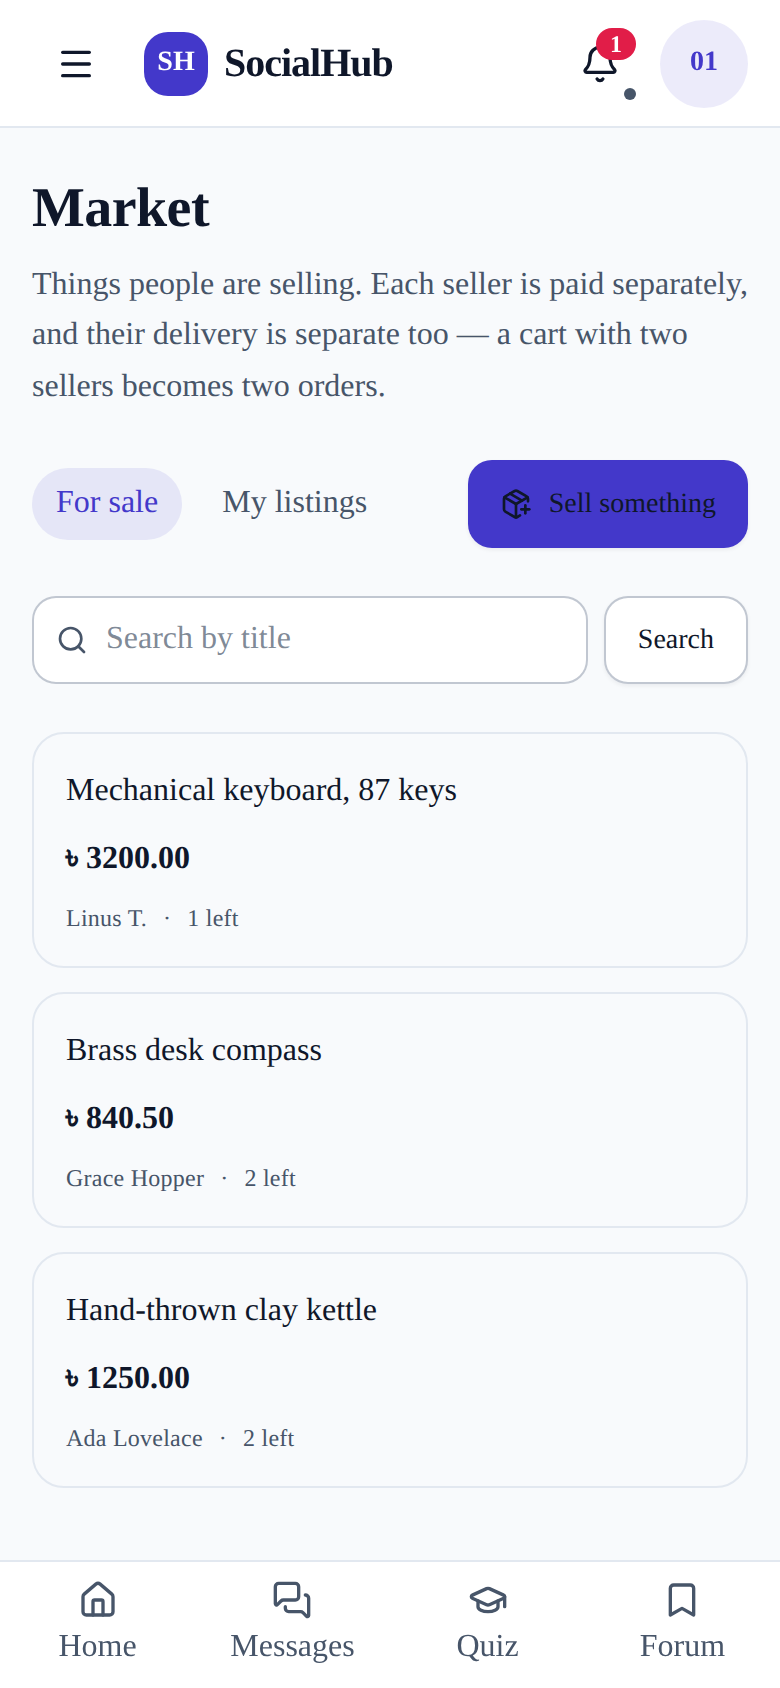 SH SocialHub 1 01
Market
Things people are selling. Each seller is paid separately,
and their delivery is separate too — a cart with two
sellers becomes two orders.
For sale My listings Sell something
Search by title Search
Mechanical keyboard, 87 keys
৳ 3200.00
Linus T. · 1 left
Brass desk compass
৳ 840.50
Grace Hopper · 2 left
Hand-thrown clay kettle
৳ 1250.00
Ada Lovelace · 2 left
Home Messages Quiz Forum